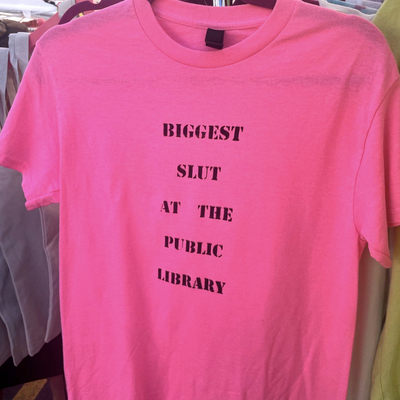 BIGGEST
SLUT
AT THE
PUBLIC
LIBRARY